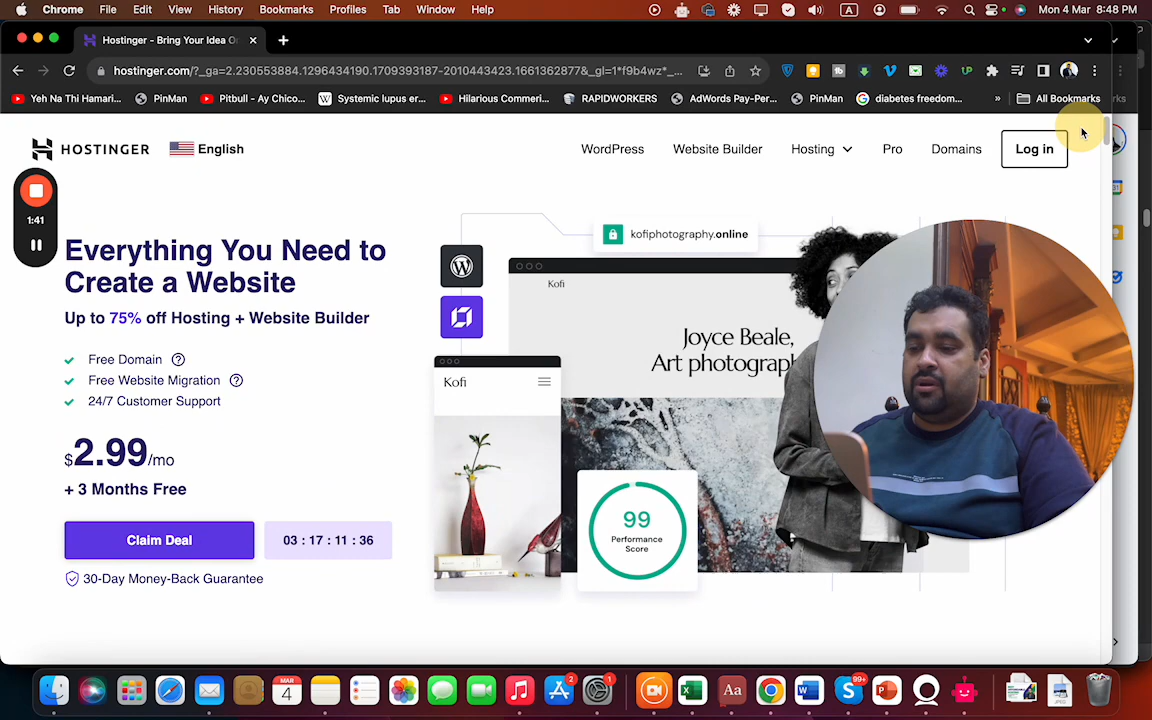 Chrome File Edit View History Bookmarks Profiles Tab Window Help A Mon 4 Mar 8:48 PM
Hostinger - Bring Your Idea
hostinger.com/?_ga=2.230553884.1296434190.1709393187-2010443423.1661362877&_gl=1*f9b4wz*_...
Yeh Na Thi Hamari... PinMan Pitbull - Ay Chico... Systemic lupus er... Hilarious Commeri... RAPIDWORKERS AdWords Pay-Per... PinMan diabetes freedom... » All Bookmarks
HOSTINGER English WordPress Website Builder Hosting Pro Domains Log in
1:41
Everything You Need to
Create a Website
Up to 75% off Hosting + Website Builder
Free Domain
Free Website Migration
24/7 Customer Support
$2.99/mo
+ 3 Months Free
Claim Deal 03 : 17 : 11 : 36
30-Day Money-Back Guarantee
kofiphotography.online
Kofi
Joyce Beale,
Art photograph
Kofi
99
Performance
Score
MAR
4
2
1
Aa
99+
JPEG